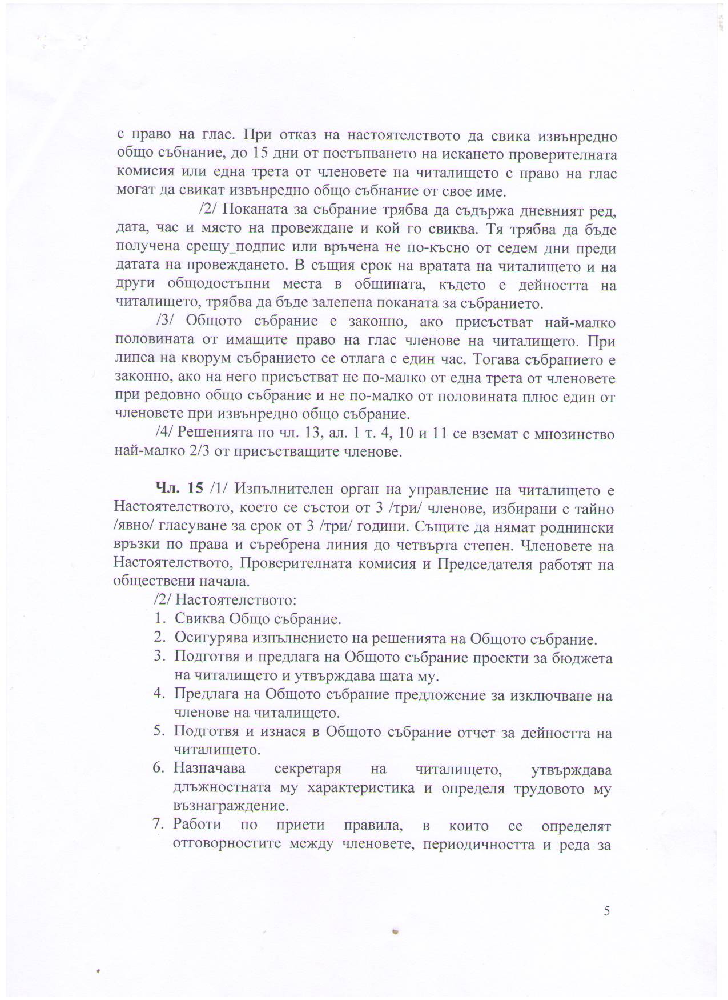 с право на глас. При отказ на настоятелството да свика извънредно
общо събнание, до 15 дни от постъпването на искането проверителната
комисия или една трета от членовете на читалището с право на глас
могат да свикат извънредно общо събнание от свое име.
/2/ Поканата за събрание трябва да съдържа дневният ред,
дата, час и място на провеждане и кой го свиква. Тя трябва да бъде
получена срещу_подпис или връчена не по-късно от седем дни преди
датата на провеждането. В същия срок на вратата на читалището и на
други общодостъпни места в общината, където е дейността на
читалището, трябва да бъде залепена поканата за събранието.
/3/ Общото събрание е законно, ако присъстват най-малко
половината от имащите право на глас членове на читалището. При
липса на кворум събранието се отлага с един час. Тогава събранието е
законно, ако на него присъстват не по-малко от една трета от членовете
при редовно общо събрание и не по-малко от половината плюс един от
членовете при извънредно общо събрание.
/4/ Решенията по чл. 13, ал. 1 т. 4, 10 и 11 се вземат с мнозинство
най-малко 2/3 от присъстващите членове.
Чл. 15 /1/ Изпълнителен орган на управление на читалището е
Настоятелството, което се състои от 3 /три/ членове, избирани с тайно
/явно/ гласуване за срок от 3 /три/ години. Същите да нямат роднински
връзки по права и съребрена линия до четвърта степен. Членовете на
Настоятелството, Проверителната комисия и Председателя работят на
обществени начала.
/2/ Настоятелството:
1. Свиква Общо събрание.
2. Осигурява изпълнението на решенията на Общото събрание.
3. Подготвя и предлага на Общото събрание проекти за бюджета
на читалището и утвърждава щата му.
4. Предлага на Общото събрание предложение за изключване на
членове на читалището.
5. Подготвя и изнася в Общото събрание отчет за дейността на
читалището.
6. Назначава секретаря на читалището, утвърждава
длъжностната му характеристика и определя трудовото му
възнаграждение.
7. Работи по приети правила, в които се определят
отговорностите между членовете, периодичността и реда за
5